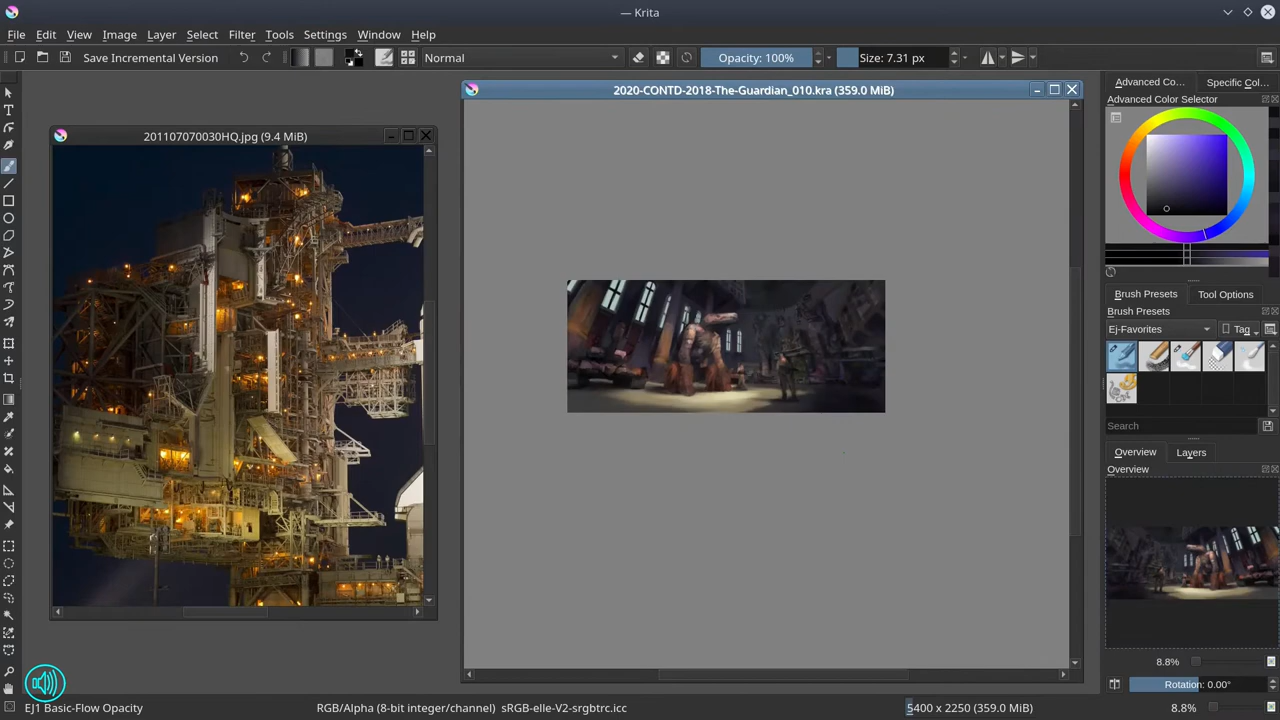 — Krita
File Edit View Image Layer Select Filter Tools Settings Window Help
Save Incremental Version Normal Opacity: 100% Size: 7.31 px
201107070030HQ.jpg (9.4 MiB)
2020-CONTD-2018-The-Guardian_010.kra (359.0 MiB)
Advanced Co... Specific Col...
Advanced Color Selector
Brush Presets Tool Options
Brush Presets
Ej-Favorites Tag
Search
Overview Layers
Overview
8.8%
Rotation: 0.00°
EJ1 Basic-Flow Opacity RGB/Alpha (8-bit integer/channel) sRGB-elle-V2-srgbtrc.icc 5400 x 2250 (359.0 MiB) 8.8%